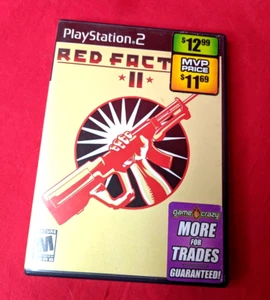 PlayStation.2
$12.99
RED FACT
II
MVP
PRICE
$11.69
M
game crazy
MORE
FOR
TRADES
GUARANTEED!